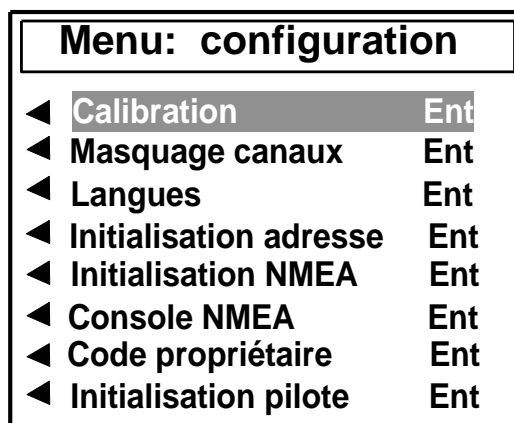 Menu: configuration
Calibration Ent
Masquage canaux Ent
Langues Ent
Initialisation adresse Ent
Initialisation NMEA Ent
Console NMEA Ent
Code propriétaire Ent
Initialisation pilote Ent